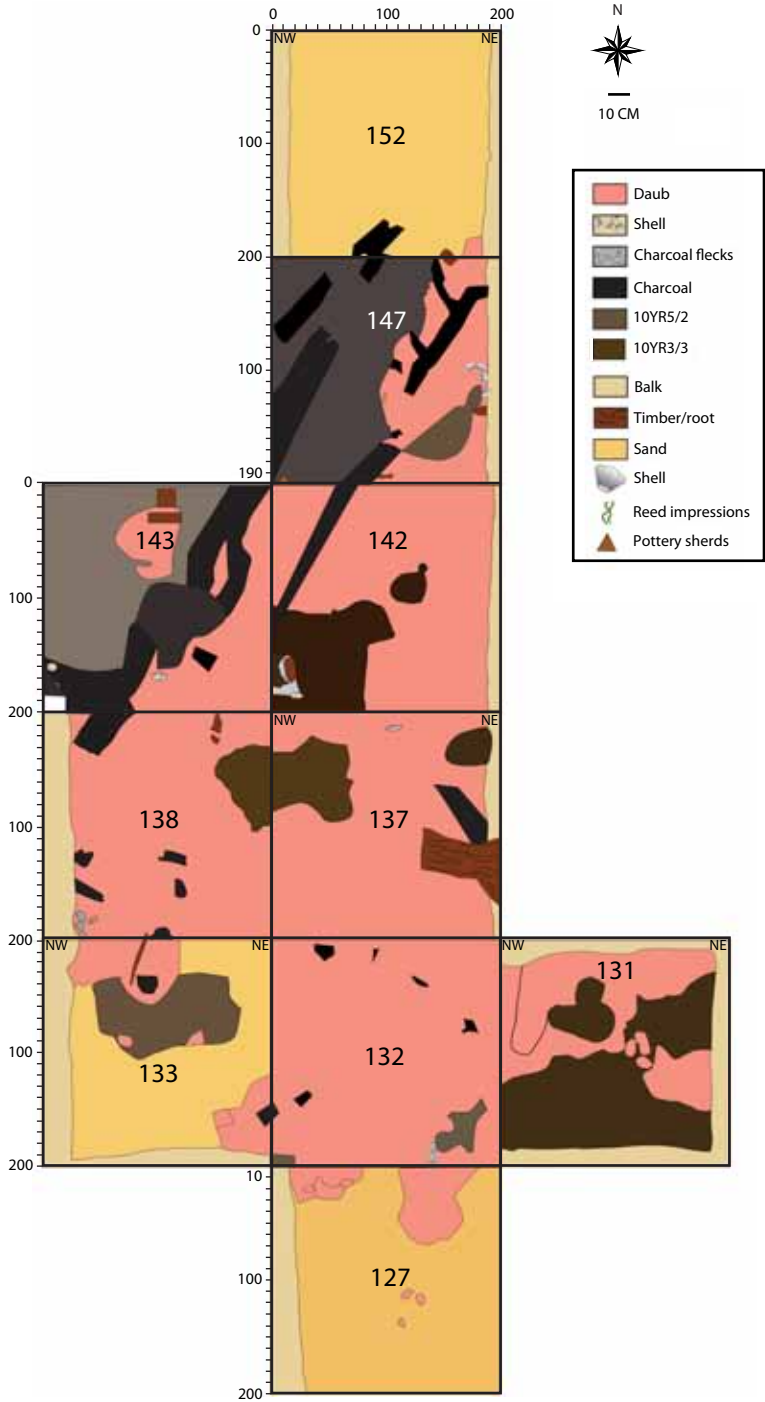 0 100 200
N
10 CM
0
NW NE
100
152
200
147
100
190
0
143
142
100
200
NW NE
138
137
100
200
NW NE
NW NE
131
132
100
133
200
10
127
100
200
Daub
Shell
Charcoal flecks
Charcoal
10YR5/2
10YR3/3
Balk
Timber/root
Sand
Shell
Reed impressions
Pottery sherds